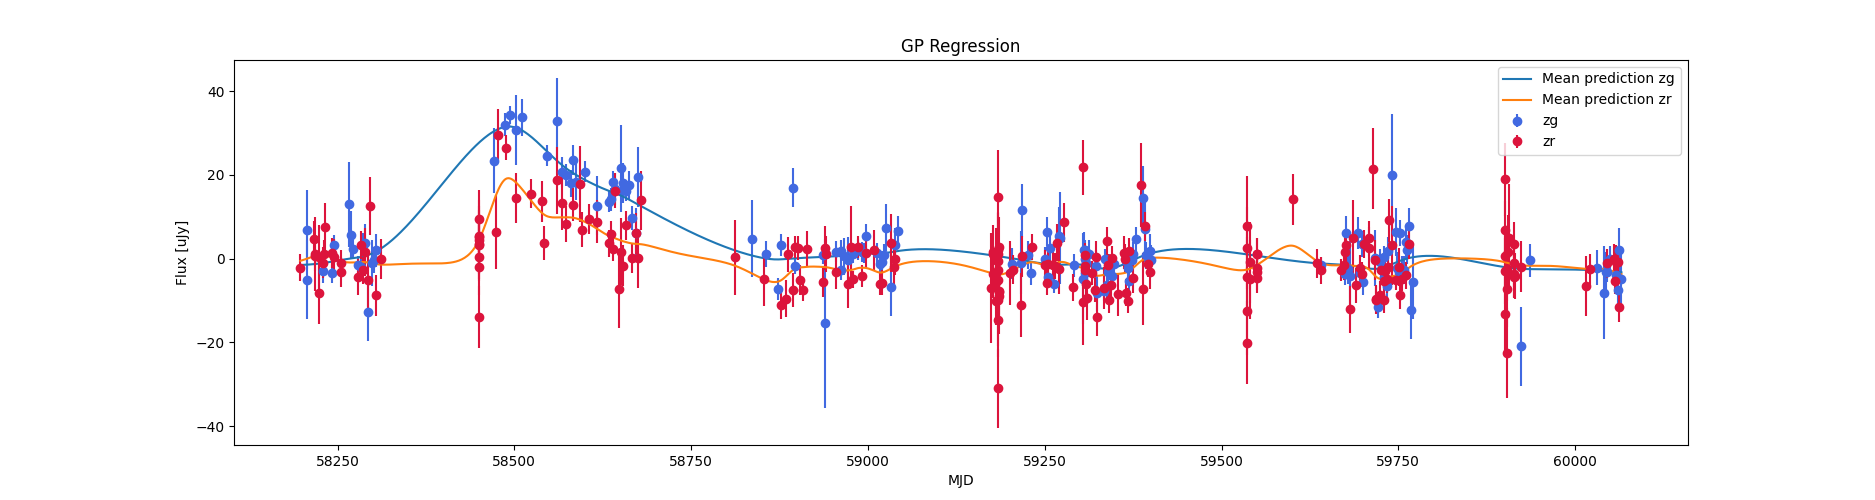 GP Regression
Mean prediction zg
Mean prediction zr
zg
zr
Flux [uJy]
40
20
0
−20
−40
58250
58500
58750
59000
59250
59500
59750
60000
MJD